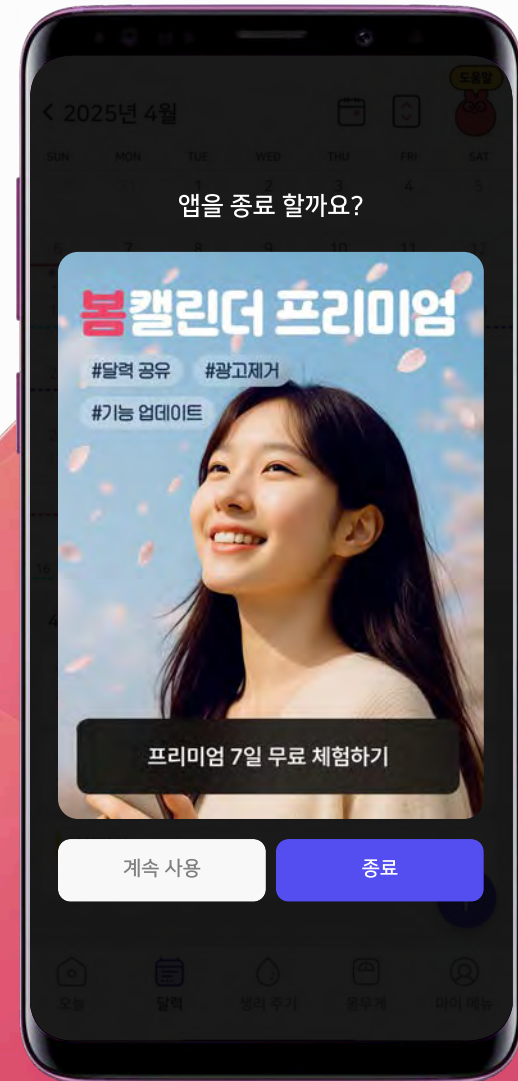 도움말
2025년 4월
SUN MON TUE WED THU FRI SAT
앱을 종료 할까요?
봄캘린더 프리미엄
#달력 공유 #광고제거
#기능 업데이트
프리미엄 7일 무료 체험하기
계속 사용 종료
오늘 달력 생리 주기 몸무게 마이 메뉴